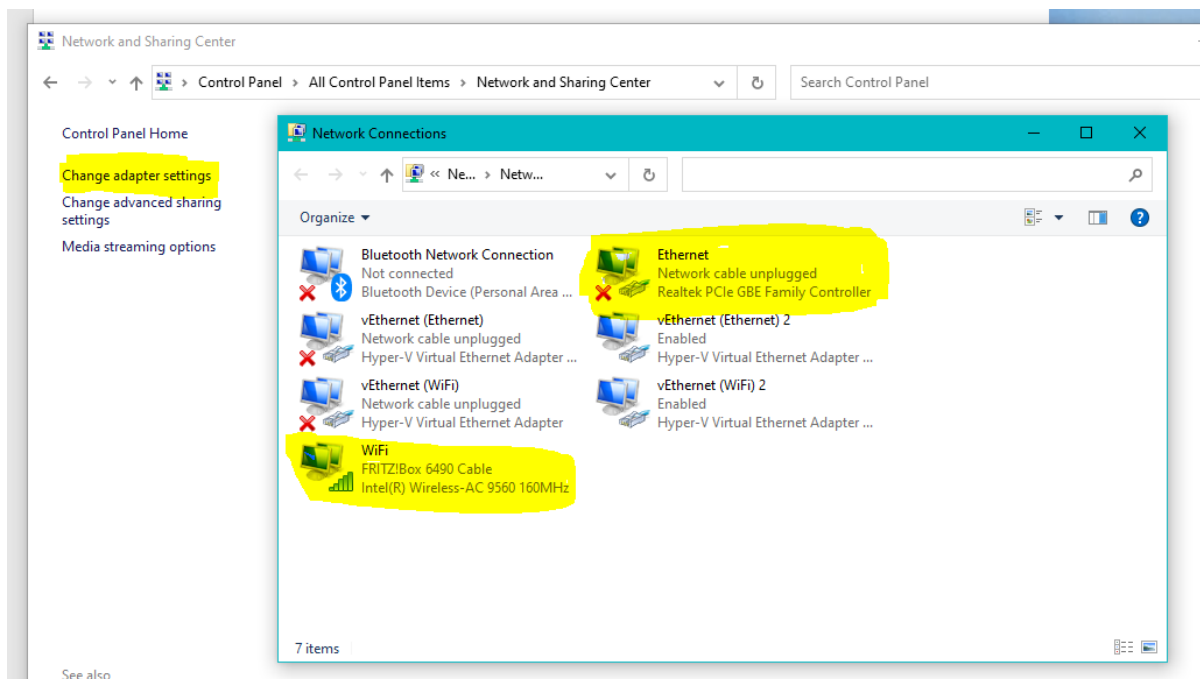 Network and Sharing Center
Control Panel > All Control Panel Items > Network and Sharing Center
Search Control Panel
Control Panel Home
Change adapter settings
Change advanced sharing
settings
Media streaming options
See also
Network Connections
« Ne... > Netw...
Organize
Bluetooth Network Connection
Not connected
Bluetooth Device (Personal Area ...
Ethernet
Network cable unplugged
Realtek PCIe GBE Family Controller
vEthernet (Ethernet)
Network cable unplugged
Hyper-V Virtual Ethernet Adapter ...
vEthernet (Ethernet) 2
Enabled
Hyper-V Virtual Ethernet Adapter ...
vEthernet (WiFi)
Network cable unplugged
Hyper-V Virtual Ethernet Adapter
vEthernet (WiFi) 2
Enabled
Hyper-V Virtual Ethernet Adapter ...
WiFi
FRITZ!Box 6490 Cable
Intel(R) Wireless-AC 9560 160MHz
7 items